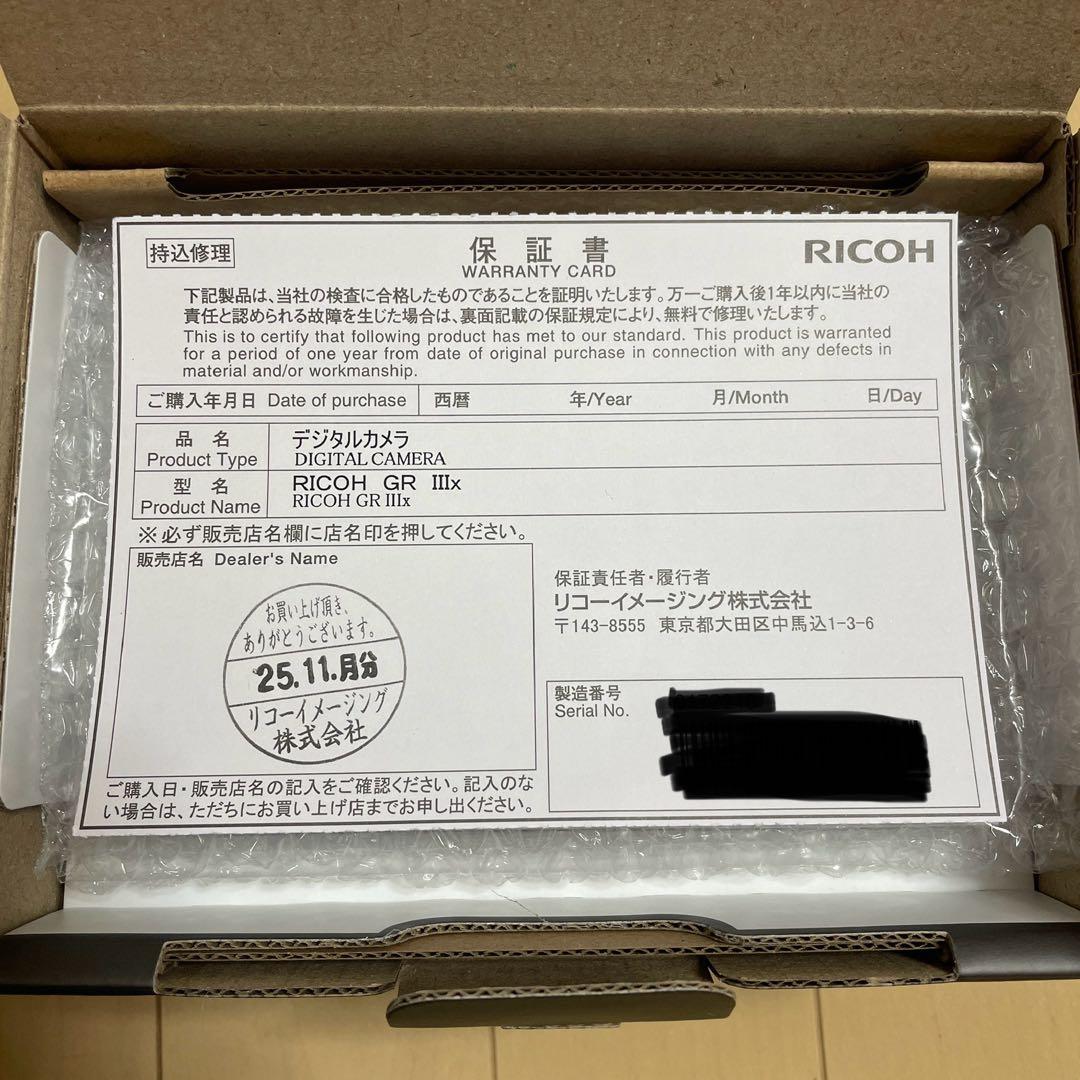 持込修理
保証書
WARRANTY CARD
RICOH
下記製品は、当社の検査に合格したものであることを証明いたします。万一ご購入後1年以内に当社の
責任と認められる故障を生じた場合は、裏面記載の保証規定により、無料で修理いたします。
This is to certify that following product has met to our standard. This product is warranted
for a period of one year from date of original purchase in connection with any defects in
material and/or workmanship.
ご購入年月日 Date of purchase 西暦 年/Year 月/Month 日/Day
品名 デジタルカメラ
Product Type DIGITAL CAMERA
型名 RICOH GR IIIx
Product Name RICOH GR IIIx
※必ず販売店名欄に店名印を押してください。
販売店名 Dealer's Name
お買い上げ頂き、
ありがとうございます。
25.11.月分
リコーイメージング
株式会社
保証責任者・履行者
リコーイメージング株式会社
〒143-8555 東京都大田区中馬込1-3-6
製造番号
Serial No.
ご購入日・販売店名の記入をご確認ください。記入のな
い場合は、ただちにお買い上げ店までお申し出ください。